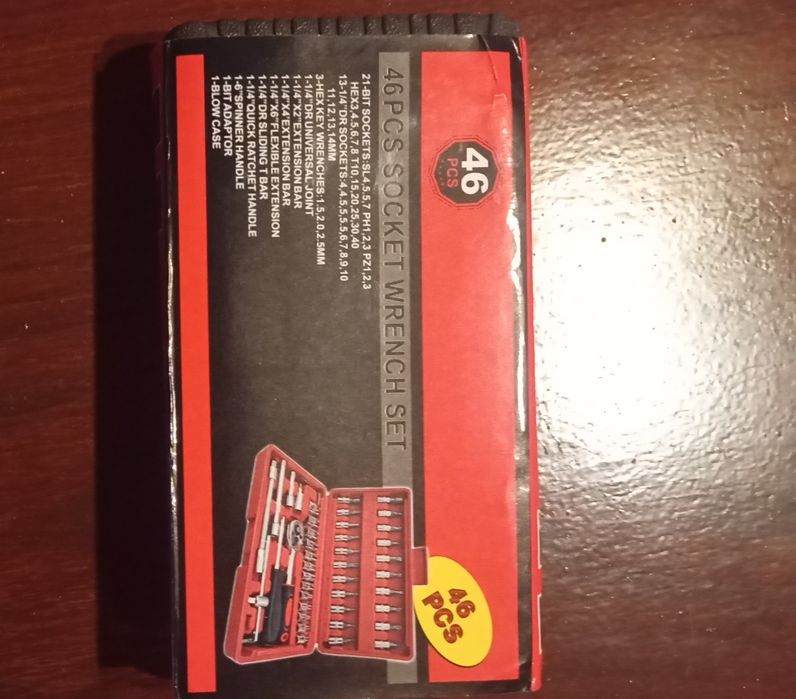 46
PCS
46 PCS SOCKET WRENCH SET
21-BIT SOCKETS:SL4,5.5,7 PH1,2,3 PZ1,2,3
HEX3,4,5,6,7,8 T10,15,20,25,30,40
13-1/4"DR SOCKETS:4,4.5,5,5.5,6,7,8,9,10
11,12,13,14MM
3-HEX KEY WRENCHES:1.5,2.0,2.5MM
1-1/4"DR UNIVERSAL JOINT
1-1/4"X2"EXTENSION BAR
1-1/4"X4"EXTENSION BAR
1-1/4"X6"FLEXIBLE EXTENSION
1-1/4"DR SLIDING T BAR
1-1/4"QUICK RATCHET HANDLE
1-6"SPINNER HANDLE
1-BIT ADAPTOR
1-BLOW CASE
46
PCS